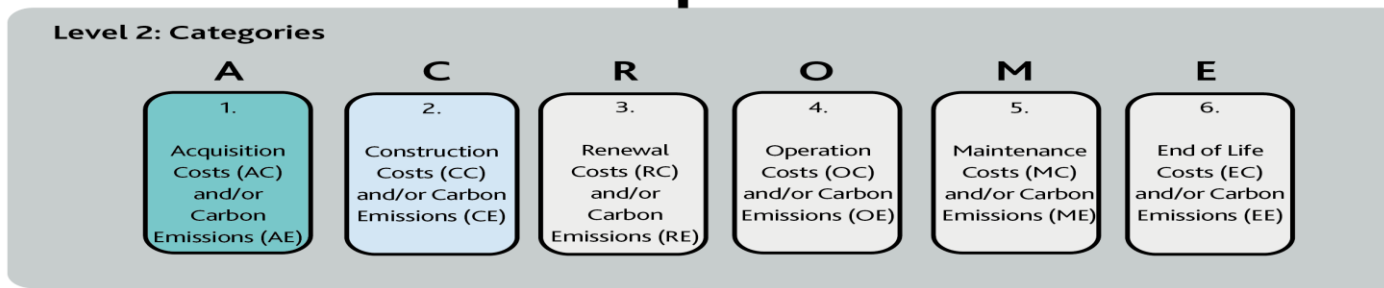 Level 2: Categories
A C R O M E
1.
Acquisition
Costs (AC)
and/or
Carbon
Emissions (AE)
2.
Construction
Costs (CC)
and/or Carbon
Emissions (CE)
3.
Renewal
Costs (RC)
and/or
Carbon
Emissions (RE)
4.
Operation
Costs (OC)
and/or Carbon
Emissions (OE)
5.
Maintenance
Costs (MC)
and/or Carbon
Emissions (ME)
6.
End of Life
Costs (EC)
and/or Carbon
Emissions (EE)